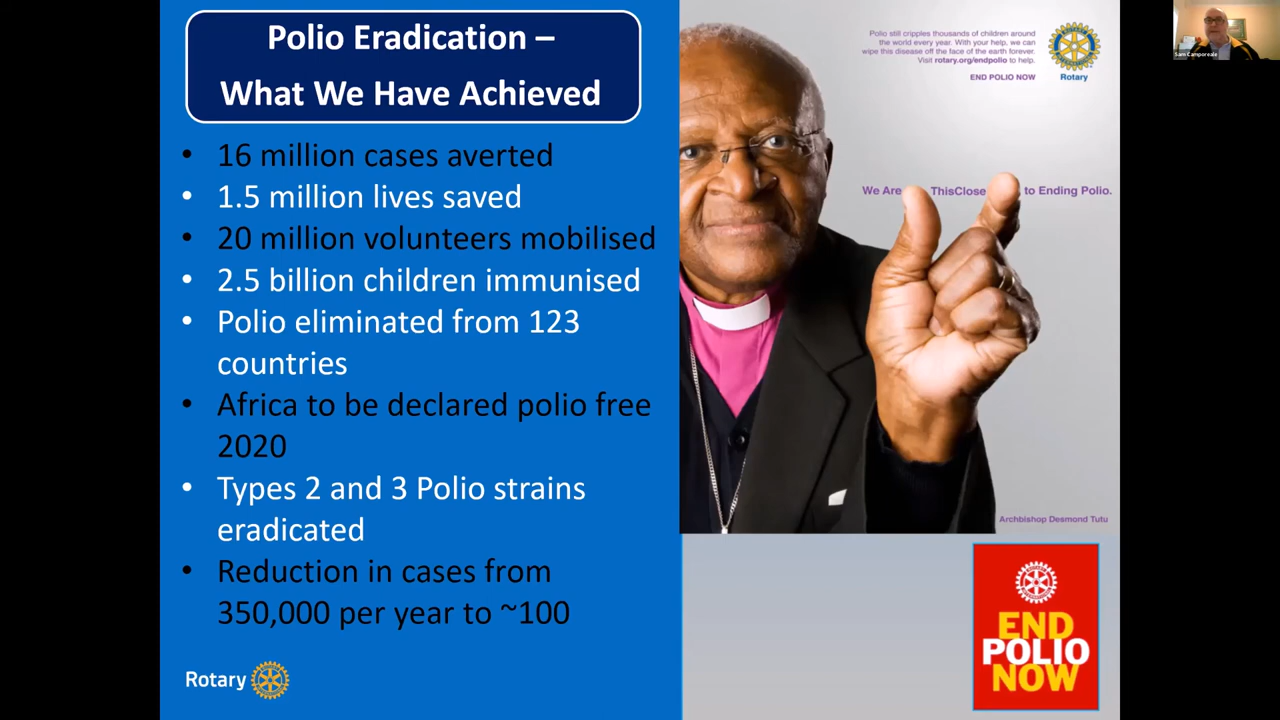 Polio Eradication –
What We Have Achieved
• 16 million cases averted
• 1.5 million lives saved
• 20 million volunteers mobilised
• 2.5 billion children immunised
• Polio eliminated from 123
countries
• Africa to be declared polio free
2020
• Types 2 and 3 Polio strains
eradicated
• Reduction in cases from
350,000 per year to ~100
Rotary
Polio still cripples thousands of children around
the world every year. With your help, we can
wipe this disease off the face of the earth forever.
Visit rotary.org/endpolio to help.
END POLIO NOW
Rotary
We Are ThisClose to Ending Polio.
Archbishop Desmond Tutu
END
POLIO
NOW
Sam Camporeale